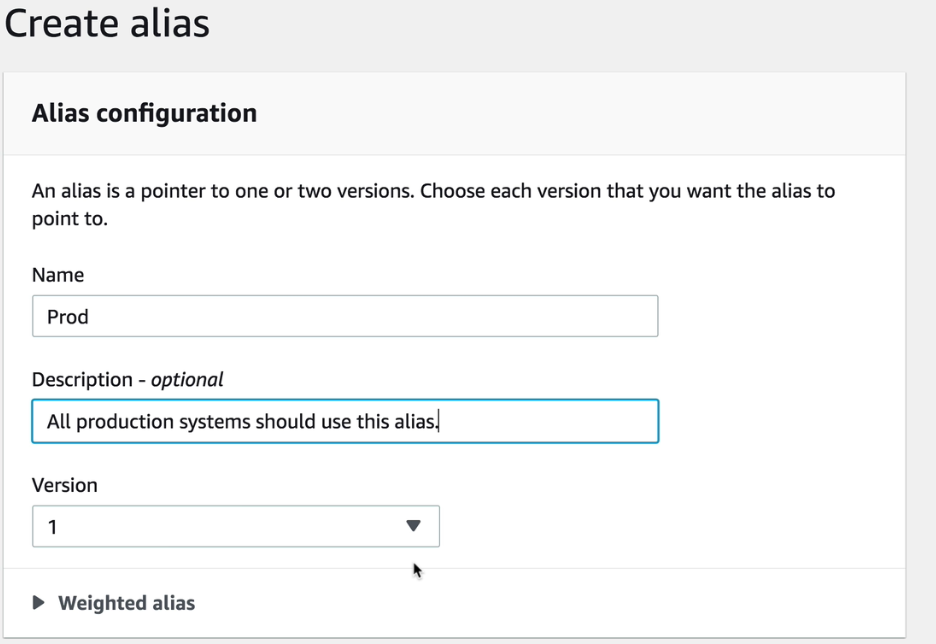 Create alias
Alias configuration
An alias is a pointer to one or two versions. Choose each version that you want the alias to
point to.
Name
Prod
Description - optional
All production systems should use this alias.
Version
1
Weighted alias